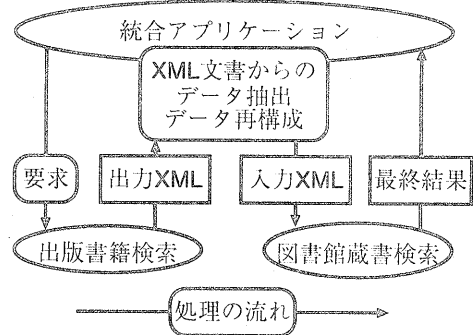 統合アプリケーション
XML文書からの
データ抽出
データ再構成
要求
出力XML
入力XML
最終結果
出版書籍検索
図書館蔵書検索
処理の流れ